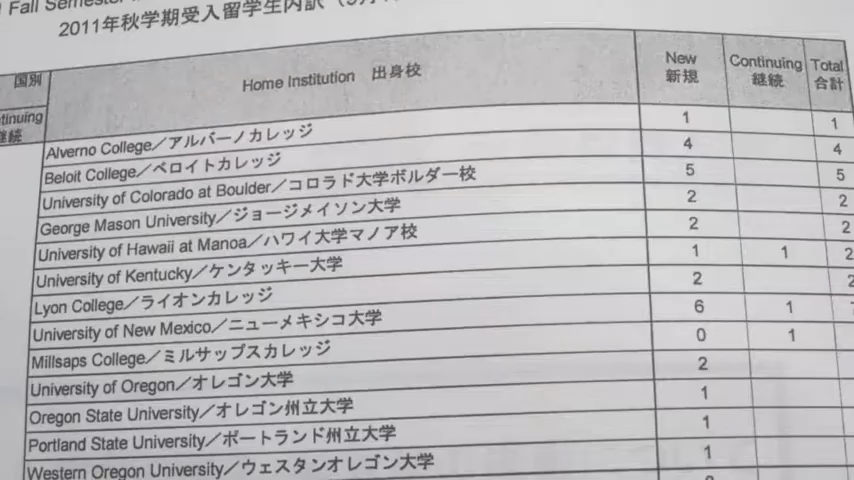 Fall Semester
2011年秋学期受入留学生内訳（
国別
Home Institution 出身校
New
新規
Continuing
継続
Total
合計
tinuing
継続
Alverno College／アルバーノカレッジ 1 1
Beloit College／ベロイトカレッジ 4 4
University of Colorado at Boulder／コロラド大学ボルダー校 5 5
George Mason University／ジョージメイソン大学 2 2
University of Hawaii at Manoa／ハワイ大学マノア校 2 2
University of Kentucky／ケンタッキー大学 1 1 2
Lyon College／ライオンカレッジ 2 2
University of New Mexico／ニューメキシコ大学 6 1
Millsaps College／ミルサップスカレッジ 0 1
University of Oregon／オレゴン大学 2
Oregon State University／オレゴン州立大学 1
Portland State University／ポートランド州立大学 1
Western Oregon University／ウェスタンオレゴン大学 1